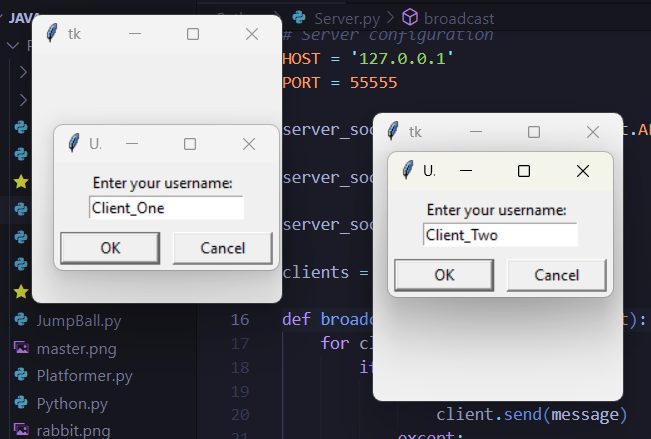 JAVA
Server.py > broadcast
# Server configuration
HOST = '127.0.0.1'
PORT = 55555
server_soc
server_soc
server_soc
clients =
16 def broadc
17 for cl
18 if
19
20 client.send(message)
21 except:
JumpBall.py
master.png
Platformer.py
Python.py
rabbit.png
tk
U.
Enter your username:
Client_One
OK Cancel
tk
U.
Enter your username:
Client_Two
OK Cancel